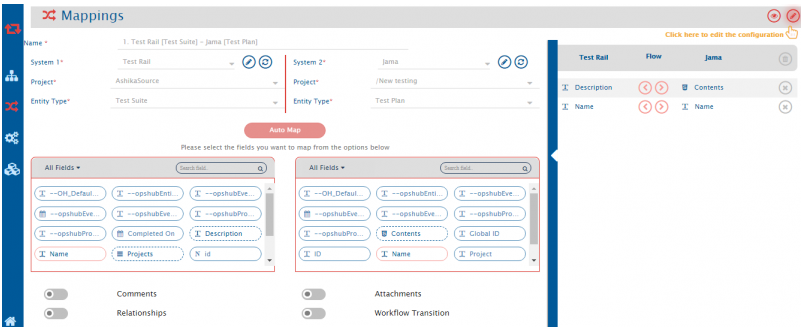 Mappings
Click here to edit the configuration
Name *
1. Test Rail [Test Suite] - Jama [Test Plan]
System 1*
Test Rail
System 2*
Jama
Project*
AshikaSource
Project*
/New testing
Entity Type*
Test Suite
Entity Type*
Test Plan
Auto Map
Please select the fields you want to map from the options below
All Fields
Search field..
--OH_Defaul...
--opshubEnti...
--opshubEve...
--opshubEve...
--opshubEve...
--opshubPro...
--opshubPro...
Completed On
Description
Name
Projects
id
All Fields
Search field..
--OH_Defaul...
--opshubEnti...
--opshubEve...
--opshubEve...
--opshubEve...
--opshubPro...
--opshubPro...
Contents
Global ID
ID
Name
Project
Comments
Attachments
Relationships
Workflow Transition
Test Rail
Flow
Jama
Description
Contents
Name
Name